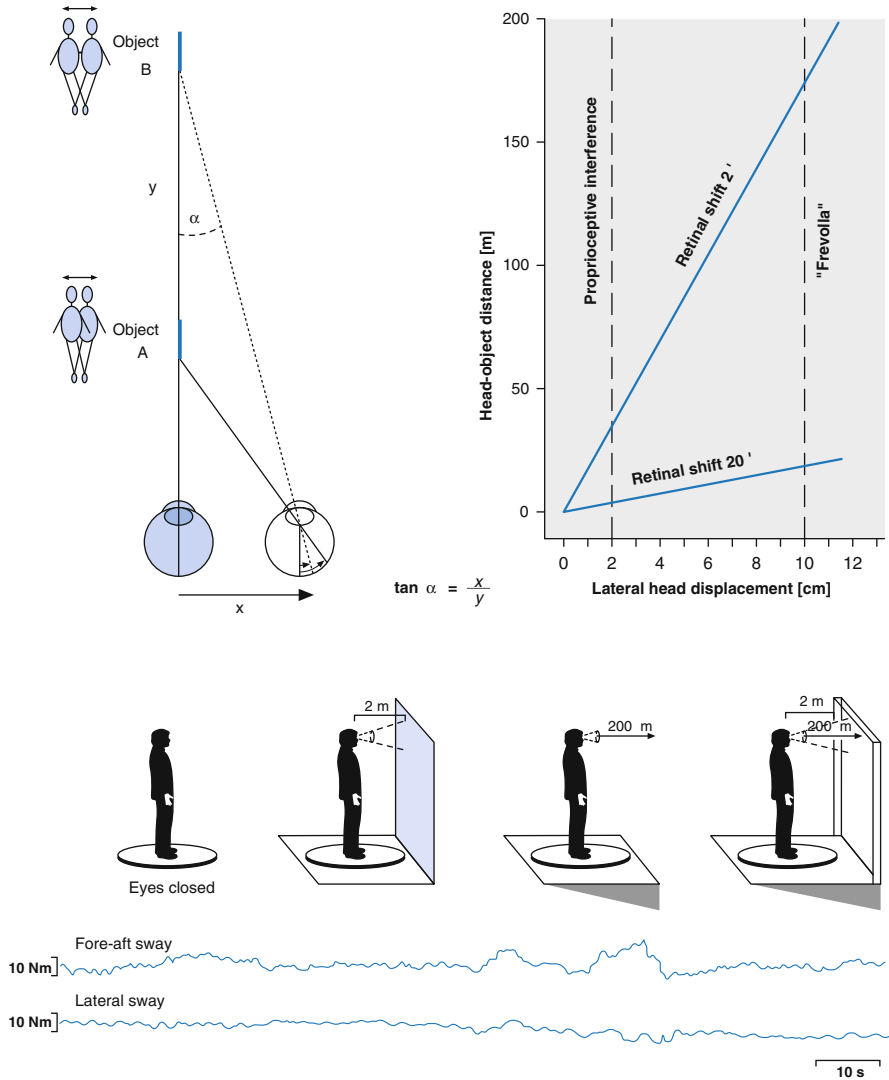 Object
B
y
α
Object
A
x
tan α = x/y
200
150
100
50
0
Head-object distance [m]
Proprioceptive interference
Retinal shift 2 '
"Frevolla"
Retinal shift 20 '
0 2 4 6 8 10 12
Lateral head displacement [cm]
2 m
200 m
2 m
200 m
Eyes closed
Fore-aft sway
10 Nm
Lateral sway
10 Nm
10 s